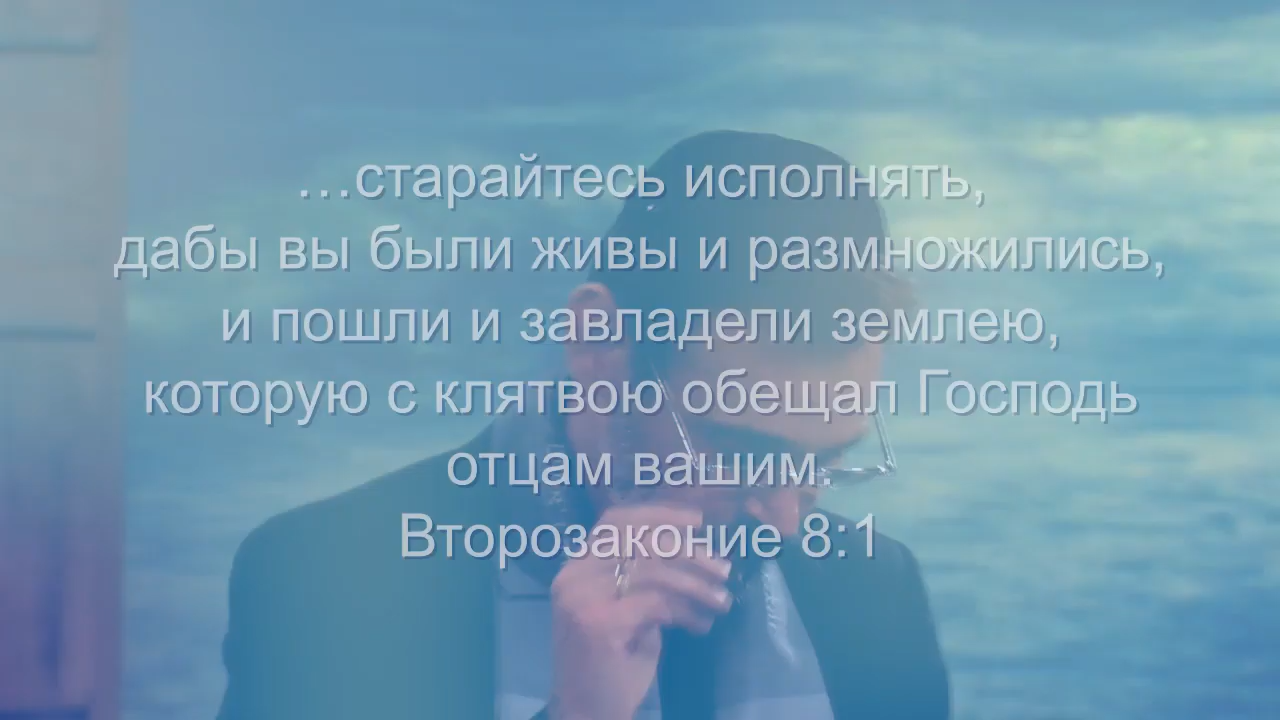 …старайтесь исполнять,
дабы вы были живы и размножились,
и пошли и завладели землею,
которую с клятвою обещал Господь
отцам вашим.
Второзаконие 8:1